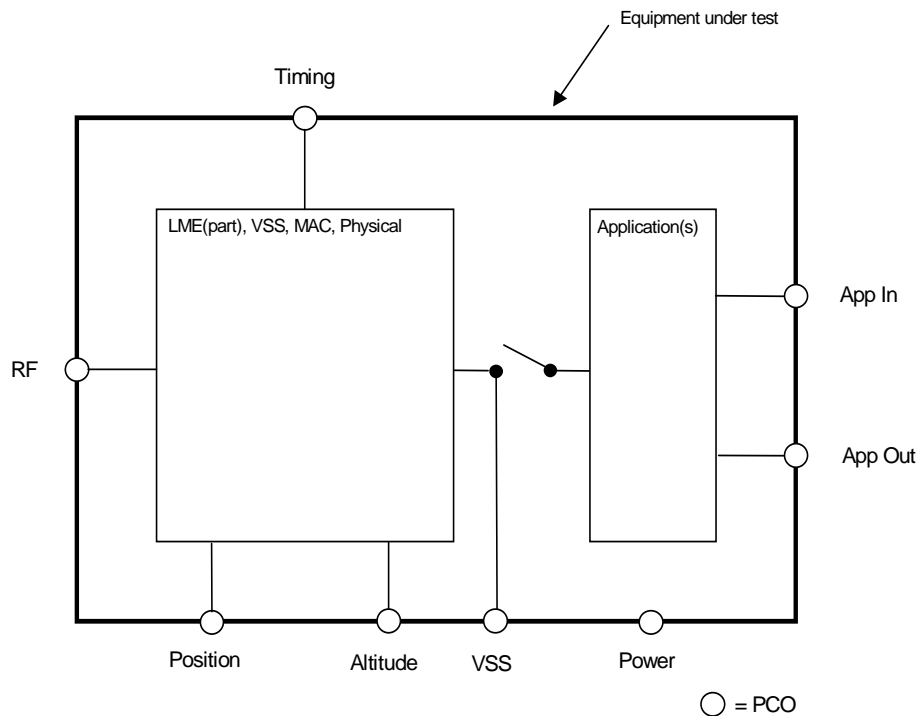 Equipment under test
Timing
LME(part), VSS, MAC, Physical
Application(s)
App In
RF
App Out
Position
Altitude
VSS
Power
= PCO